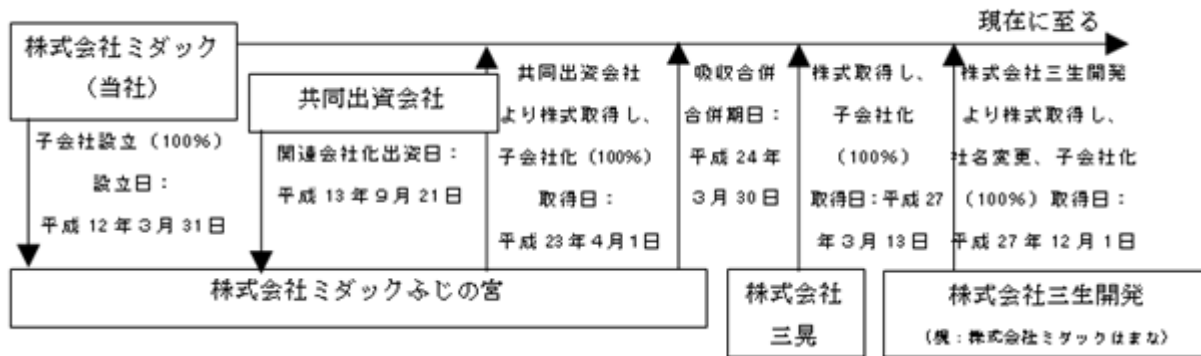 現在に至る
株式会社ミダック
(当社)
共同出資会社
子会社設立(100%)
設立日:
平成12年3月31日
関連会社化出資日:
平成13年9月21日
共同出資会社
より株式取得し、
子会社化(100%)
取得日:
平成23年4月1日
吸収合併
合併期日:
平成24年
3月30日
株式取得し、
子会社化
(100%)
取得日:平成27
年3月13日
株式会社三生開発
より株式取得し、
社名変更、子会社化
(100%)取得日:
平成27年12月1日
株式会社ミダックふじの宮
株式会社
三晃
株式会社三生開発
(現:株式会社ミダックはまな)